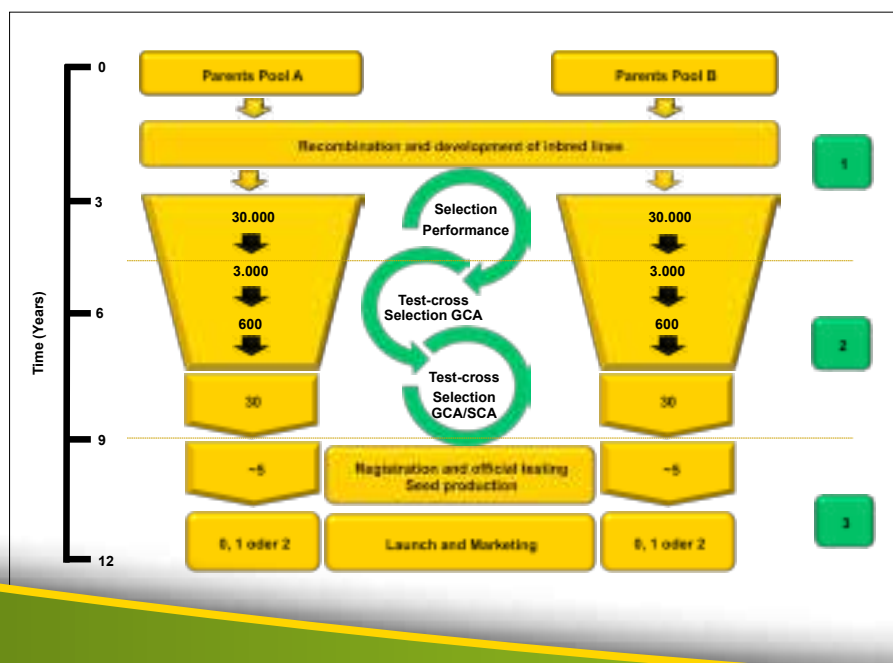 0
Parents Pool A
Parents Pool B
Recombination and development of inbred lines
1
3
30.000
Selection
Performance
30.000
3.000
Test-cross
Selection GCA
3.000
Time (Years)
6
600
600
2
Test-cross
Selection
GCA/SCA
30
30
9
~5
Registration and official testing
Seed production
~5
3
0, 1 oder 2
Launch and Marketing
0, 1 oder 2
12